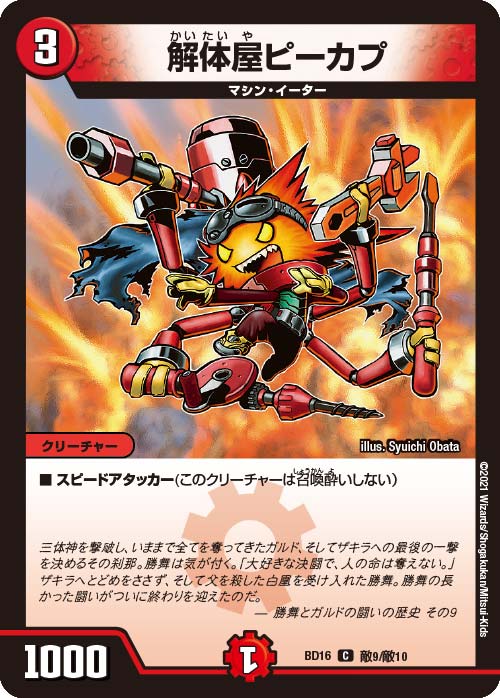 3
かいたい や
解体屋ピーカプ
マシン・イーター
クリーチャー
illus. Syuichi Obata
■ スピードアタッカー(このクリーチャーは召喚酔いしない)
しょうかん よ
三体神を撃破し、いままで全てを奪ってきたガルド、そしてザキラへの最後の一撃
を決めるその刹那。勝舞は気が付く。「大好きな決闘で、人の命は奪えない。」
ザキラへとどめをささず、そして父を殺した白凰を受け入れた勝舞。勝舞の長
かった闘いがついに終わりを迎えたのだ。
― 勝舞とガルドの闘いの歴史 その9
©2021 Wizards/Shogakukan/Mitsui-Kids
1000
1
BD16 C 敵9/敵10